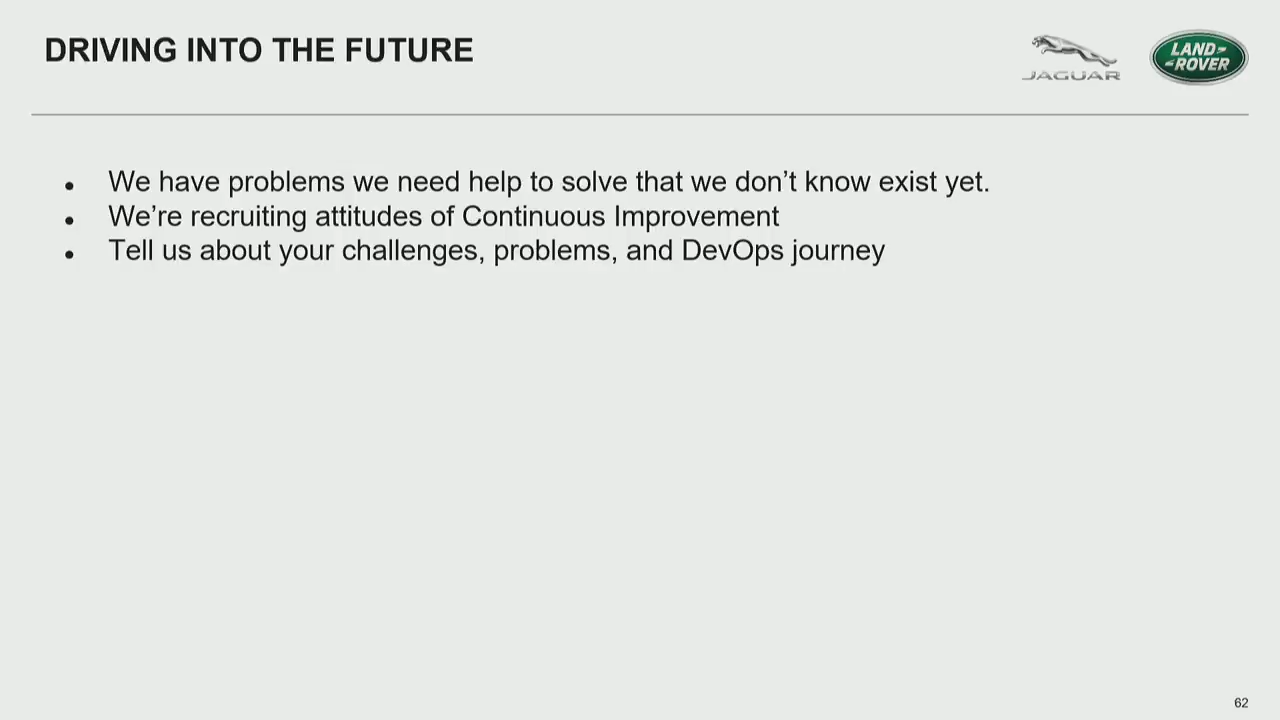 DRIVING INTO THE FUTURE
JAGUAR
LAND-
-ROVER
• We have problems we need help to solve that we don’t know exist yet.
• We’re recruiting attitudes of Continuous Improvement
• Tell us about your challenges, problems, and DevOps journey
62